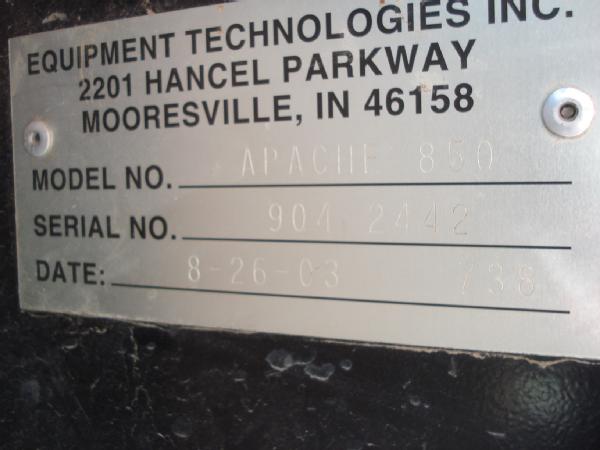 EQUIPMENT TECHNOLOGIES INC.
2201 HANCEL PARKWAY
MOORESVILLE, IN 46158
MODEL NO. APACHE 850
SERIAL NO. 904 2442
DATE: 8-26-03 738